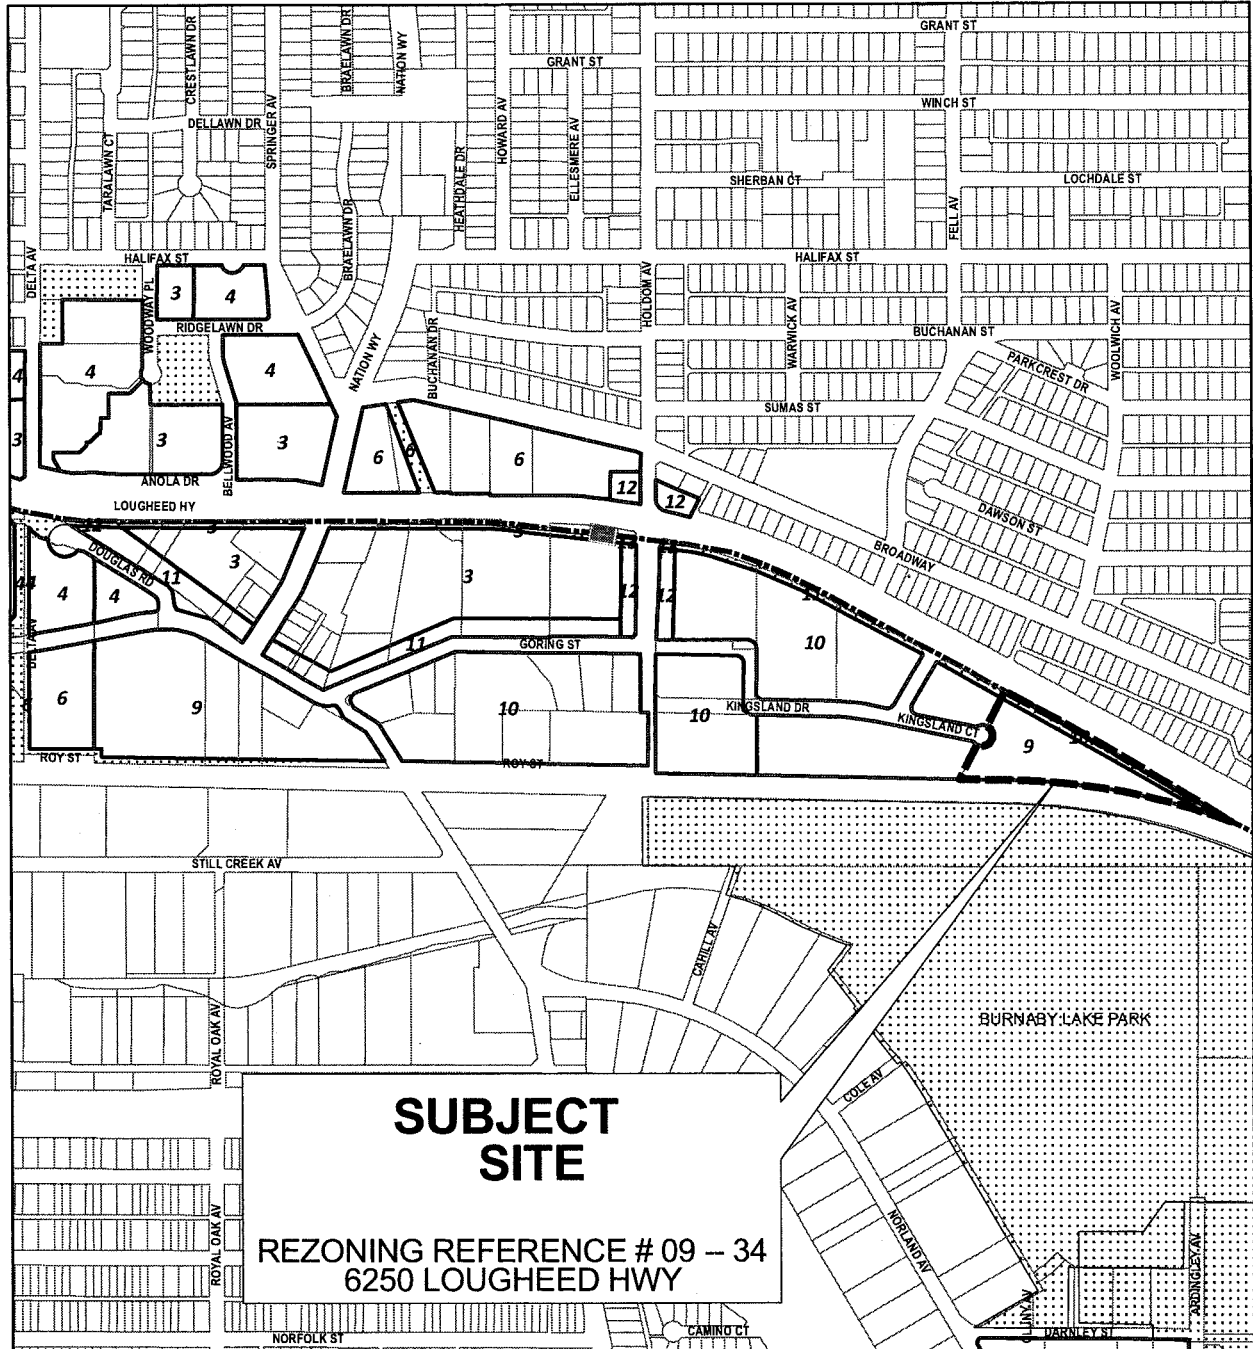 GRANT ST
CRESTLAWN DR
BRAELAWN DR
NATION WY
GRANT ST
WINCH ST
DELLAWN DR
SPRINGER AV
HOWARD AV
ELLESMERE AV
TARALAWN CT
HEATHDALE DR
SHERBAN CT
LOCHDALE ST
FELL AV
BRAELAWN DR
DELTA AV
HALIFAX ST
HALIFAX ST
HOLDOM AV
3
4
WOODWAY PL
RIDGELAWN DR
BUCHANAN DR
WARWICK AV
BUCHANAN ST
WOOLWICH AV
NATION WY
PARKCREST DR
4
4
4
SUMAS ST
3
3
3
BELLWOOD AV
6
6
6
12
12
ANOLA DR
LOUGHEED HY
DAWSON ST
BROADWAY
DOUGLAS RD
3
11
3
4
4
12
12
DELTA AV
11
GORING ST
10
6
9
10
10
KINGSLAND DR
KINGSLAND CT
9
ROY ST
ROY ST
STILL CREEK AV
CAHILL AV
ROYAL OAK AV
BURNABY LAKE PARK
COLE AV
SUBJECT
SITE
REZONING REFERENCE # 09 – 34
6250 LOUGHEED HWY
ROYAL OAK AV
NORLAND AV
ARDINGLEY AV
NORFOLK ST
CAMINO CT
DARNLEY ST